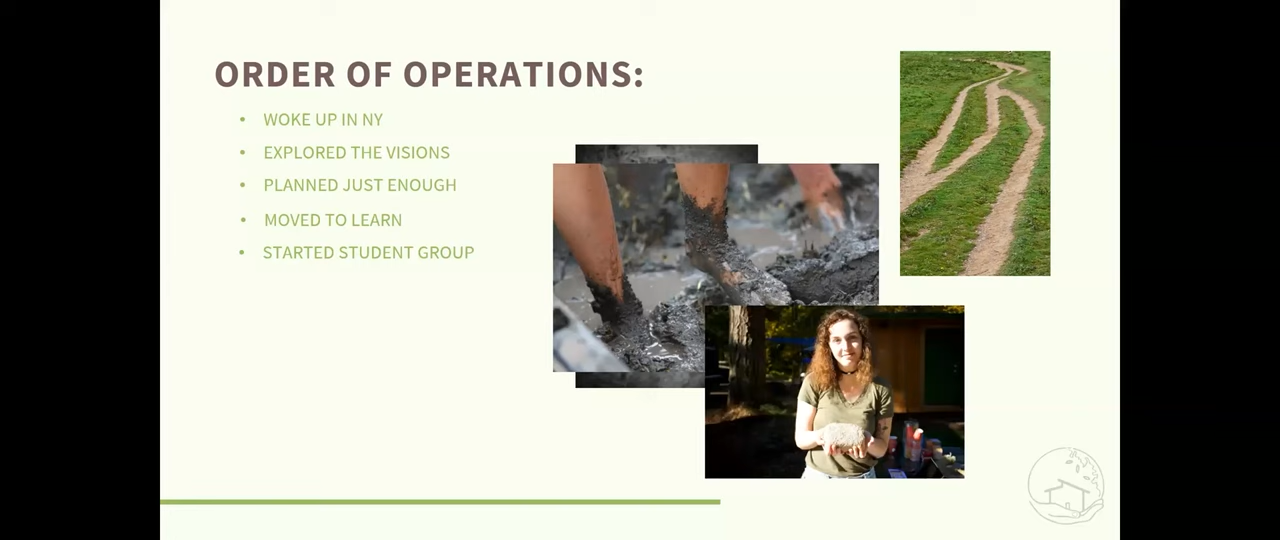 ORDER OF OPERATIONS:
• WOKE UP IN NY
• EXPLORED THE VISIONS
• PLANNED JUST ENOUGH
• MOVED TO LEARN
• STARTED STUDENT GROUP